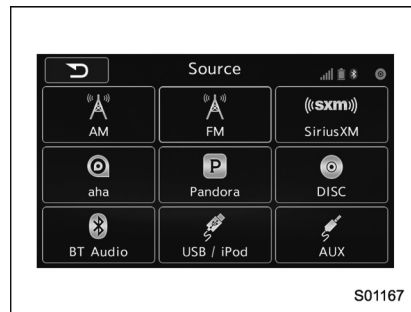 Source
AM
FM
((sxm))
SiriusXM
aha
P
Pandora
DISC
BT Audio
USB / iPod
AUX
S01167